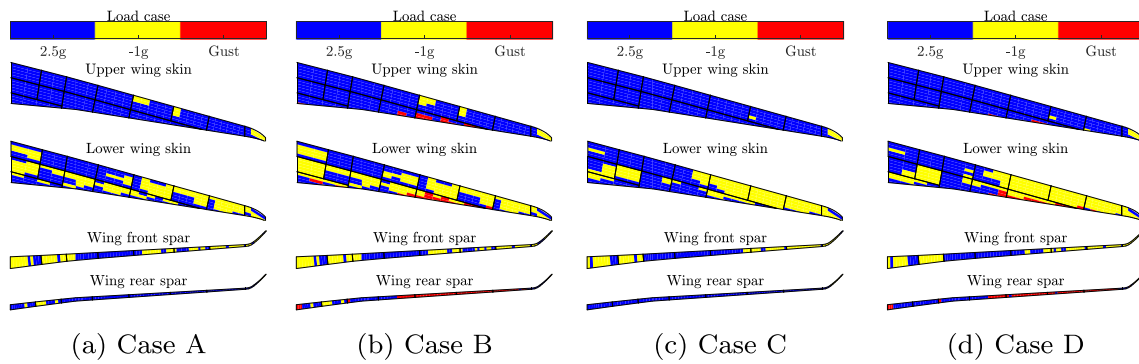 Load case
2.5g -1g Gust
Upper wing skin
Lower wing skin
Wing front spar
Wing rear spar
(a) Case A
Load case
2.5g -1g Gust
Upper wing skin
Lower wing skin
Wing front spar
Wing rear spar
(b) Case B
Load case
2.5g -1g Gust
Upper wing skin
Lower wing skin
Wing front spar
Wing rear spar
(c) Case C
Load case
2.5g -1g Gust
Upper wing skin
Lower wing skin
Wing front spar
Wing rear spar
(d) Case D